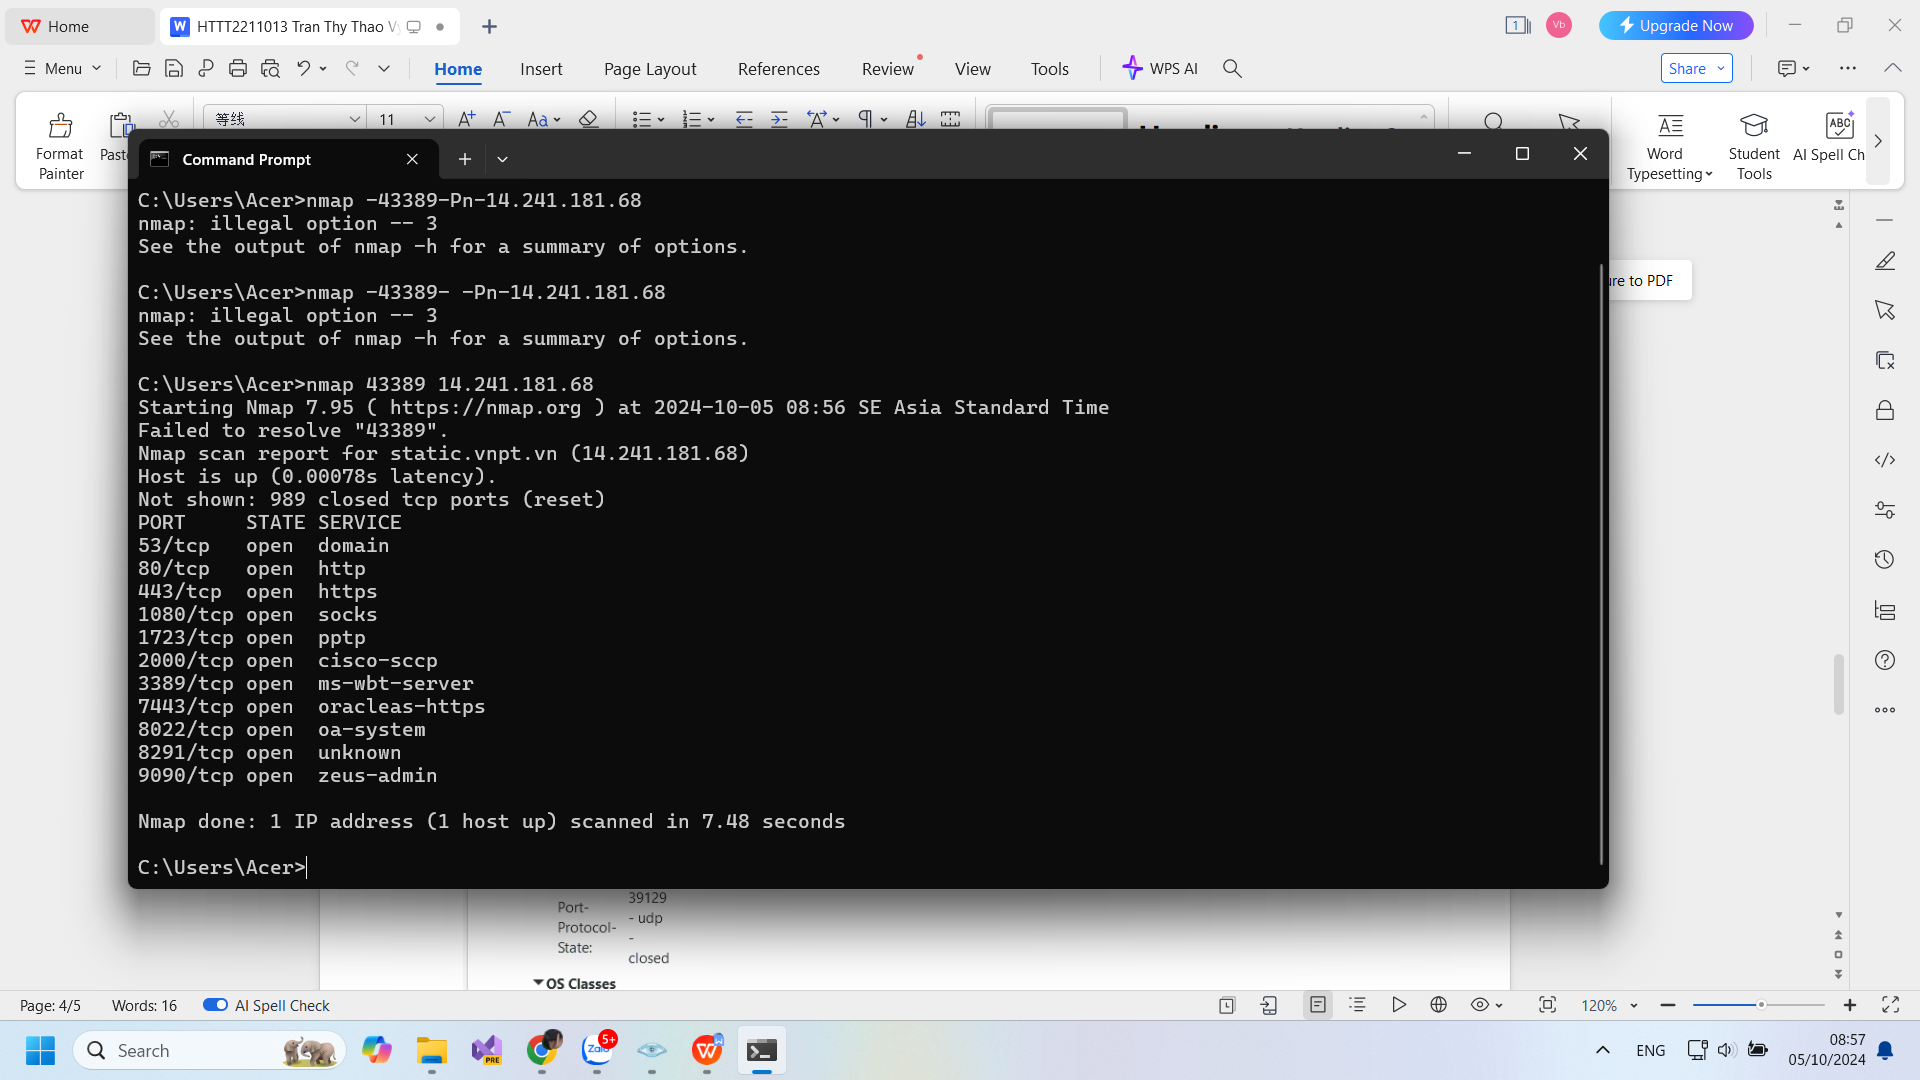 Home
HTTT2211013 Tran Thy Thao V
1
Vb
Upgrade Now
Menu
Home
Insert
Page Layout
References
Review
View
Tools
WPS AI
Share
Format
Painter
等线
11
Word
Typesetting
Student
Tools
AI Spell Ch
Command Prompt
C:\Users\Acer>nmap -43389-Pn-14.241.181.68
nmap: illegal option -- 3
See the output of nmap -h for a summary of options.
C:\Users\Acer>nmap -43389- -Pn-14.241.181.68
nmap: illegal option -- 3
See the output of nmap -h for a summary of options.
C:\Users\Acer>nmap 43389 14.241.181.68
Starting Nmap 7.95 ( https://nmap.org ) at 2024-10-05 08:56 SE Asia Standard Time
Failed to resolve "43389".
Nmap scan report for static.vnpt.vn (14.241.181.68)
Host is up (0.00078s latency).
Not shown: 989 closed tcp ports (reset)
PORT STATE SERVICE
53/tcp open domain
80/tcp open http
443/tcp open https
1080/tcp open socks
1723/tcp open pptp
2000/tcp open cisco-sccp
3389/tcp open ms-wbt-server
7443/tcp open oracleas-https
8022/tcp open oa-system
8291/tcp open unknown
9090/tcp open zeus-admin
Nmap done: 1 IP address (1 host up) scanned in 7.48 seconds
C:\Users\Acer>
re to PDF
Port-
Protocol-
State:
39129
- udp
-
closed
OS Classes
Page: 4/5
Words: 16
AI Spell Check
120%
Search
PRE
Zalo
5+
ENG
08:57
05/10/2024